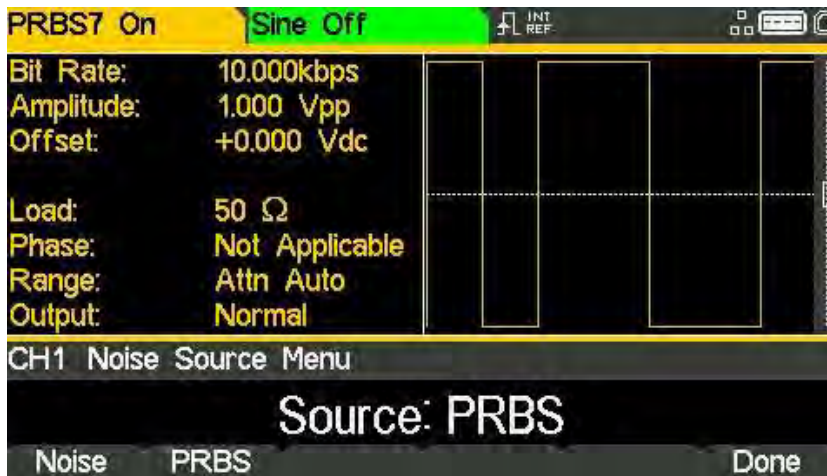 PRBS7 On
Sine Off
INT
REF
Bit Rate: 10.000kbps
Amplitude: 1.000 Vpp
Offset: +0.000 Vdc
Load: 50 Ω
Phase: Not Applicable
Range: Attn Auto
Output: Normal
CH1 Noise Source Menu
Source: PRBS
Noise PRBS Done